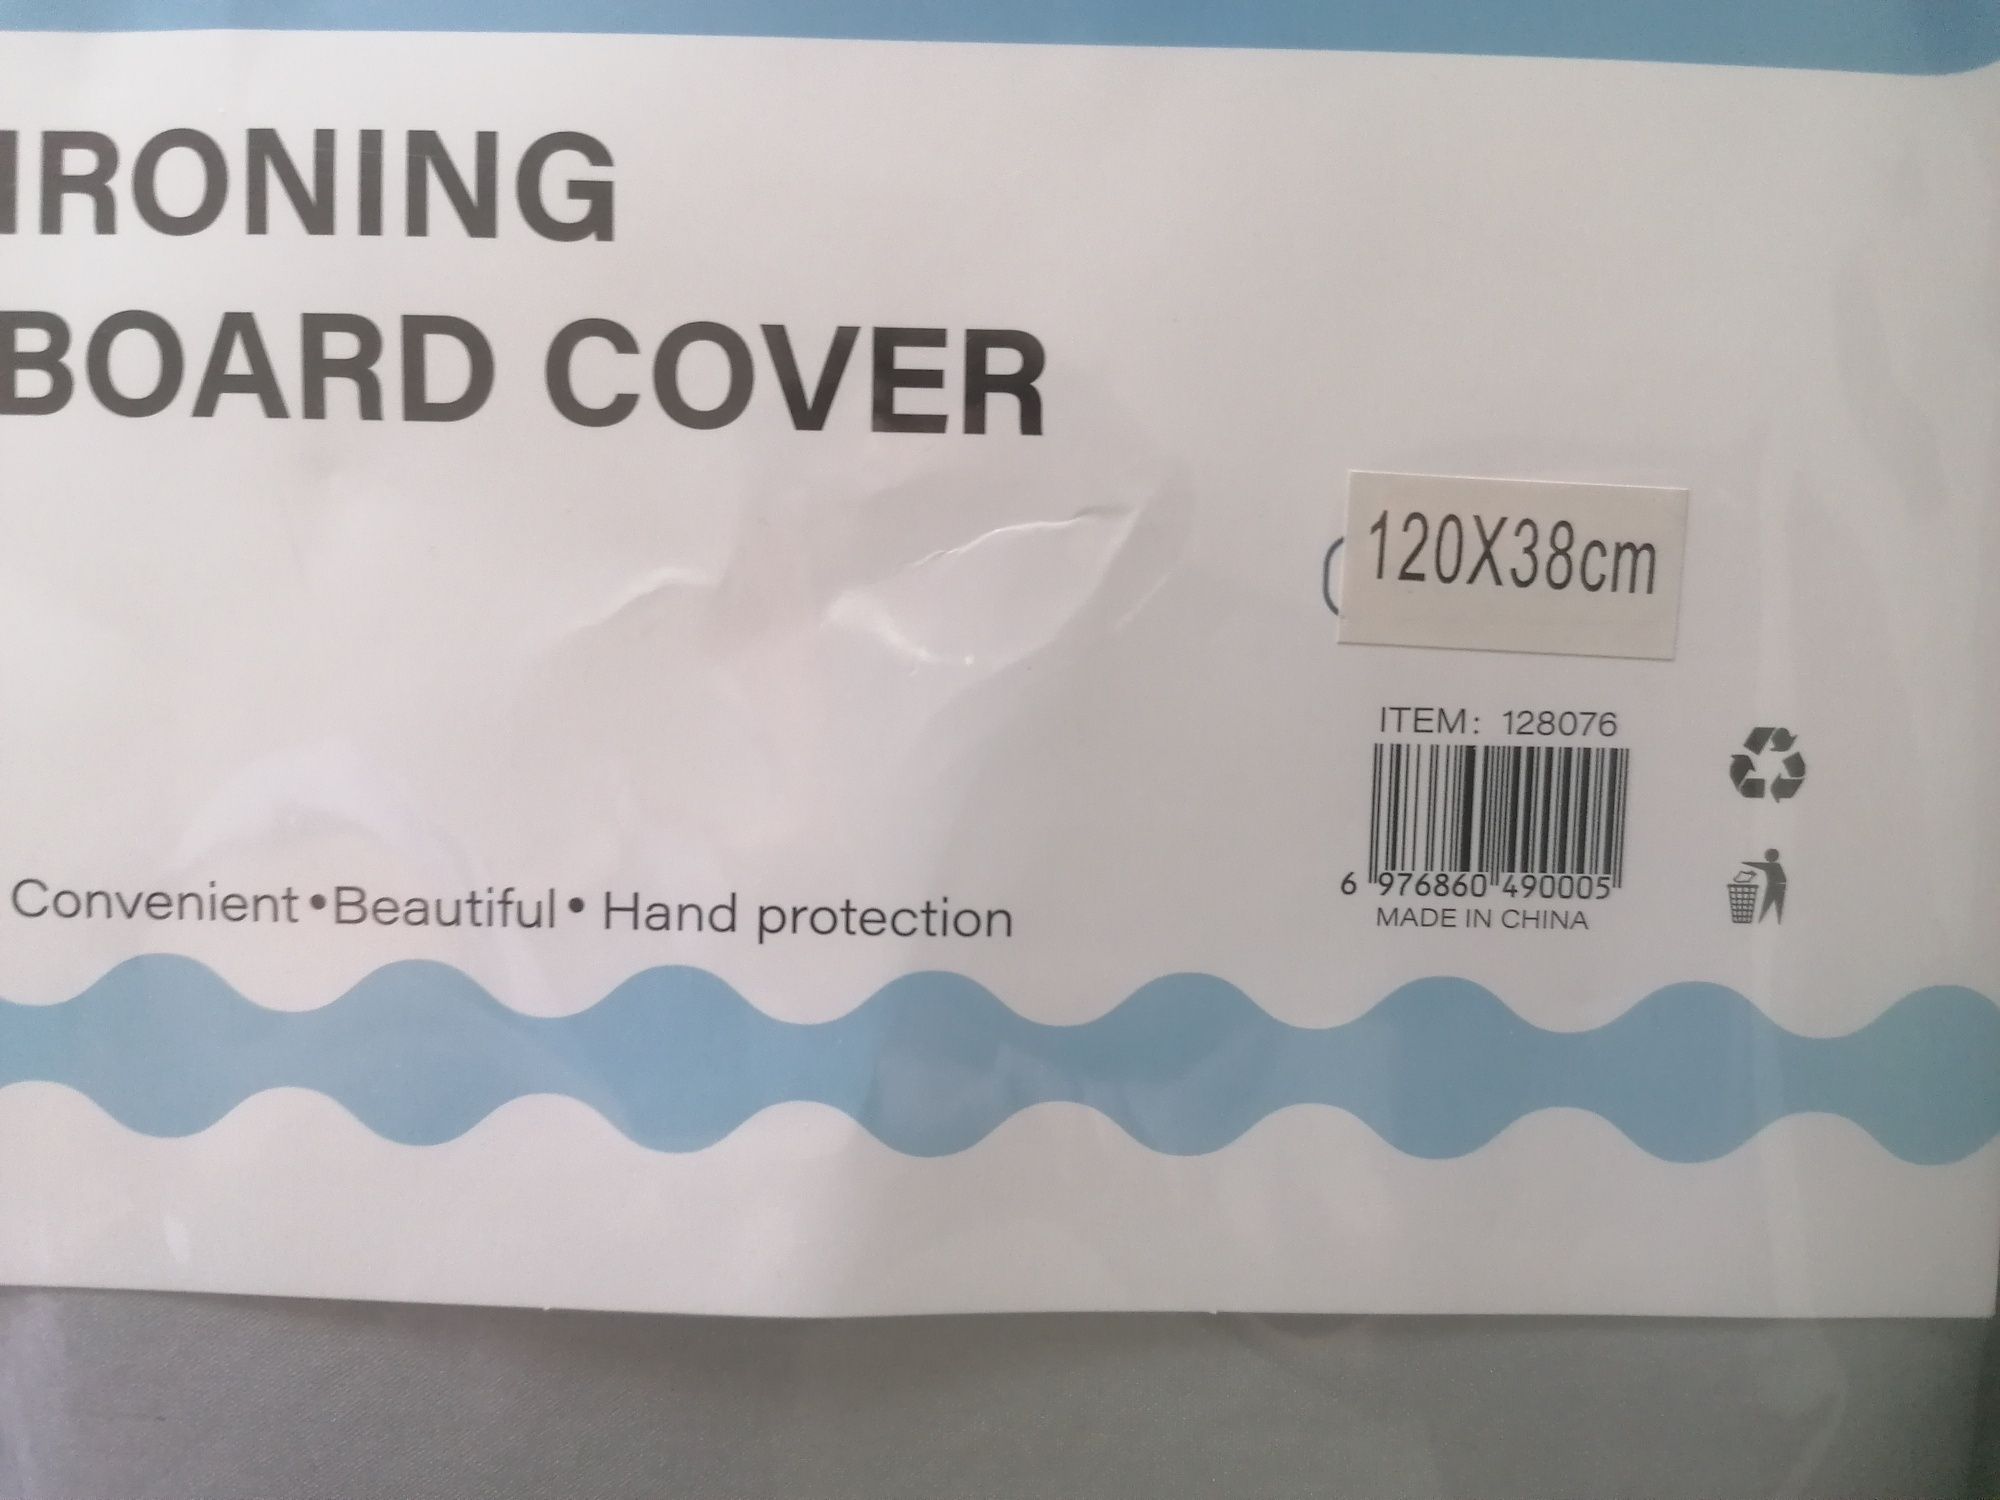 IRONING
BOARD COVER
120X38cm
ITEM: 128076
6 976860 490005
MADE IN CHINA
Convenient•Beautiful• Hand protection